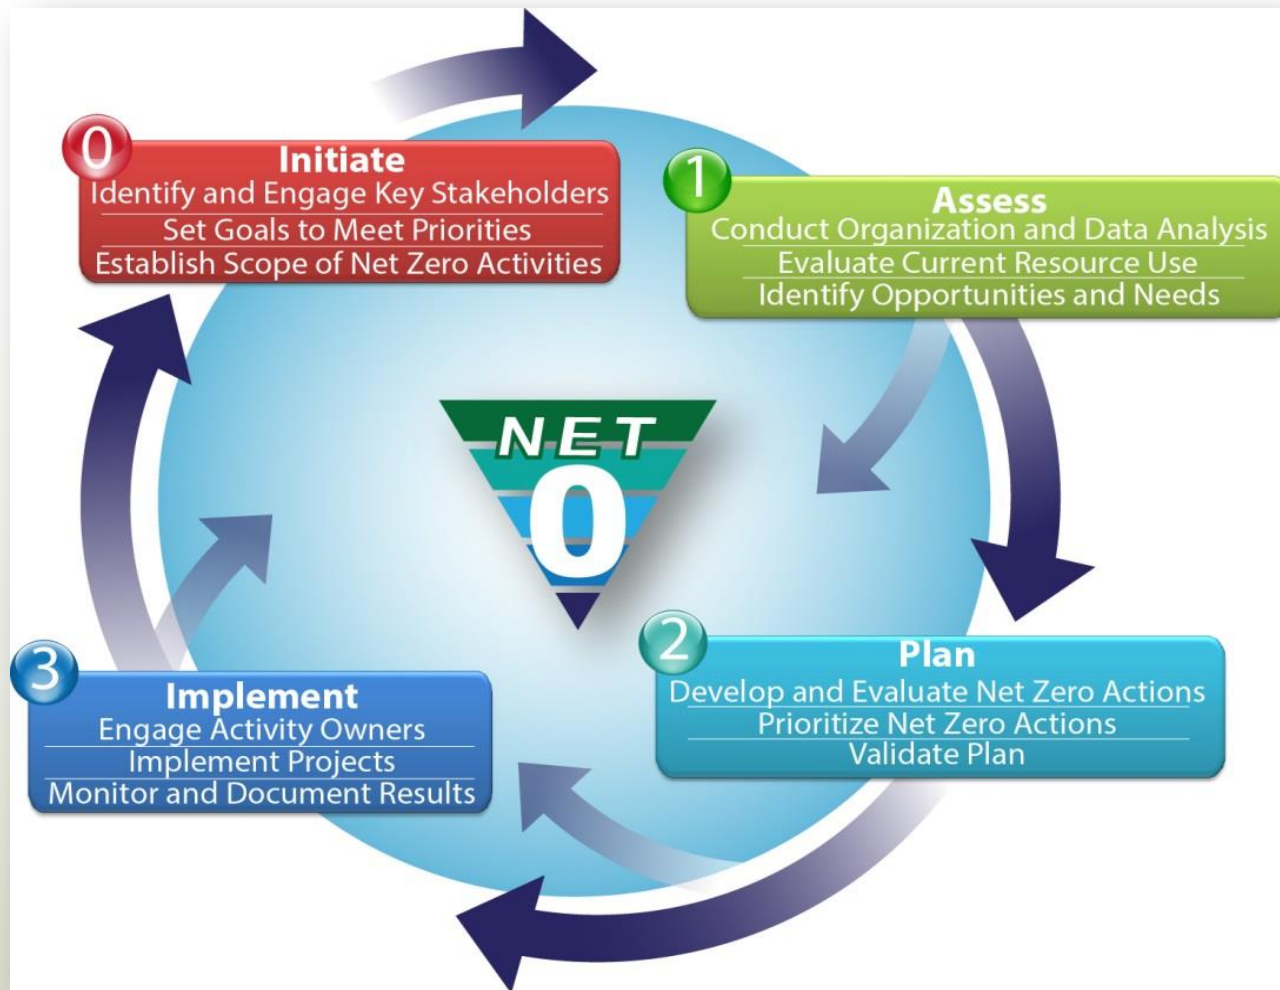 0
Initiate
Identify and Engage Key Stakeholders
Set Goals to Meet Priorities
Establish Scope of Net Zero Activities
1
Assess
Conduct Organization and Data Analysis
Evaluate Current Resource Use
Identify Opportunities and Needs
NET
0
2
Plan
Develop and Evaluate Net Zero Actions
Prioritize Net Zero Actions
Validate Plan
3
Implement
Engage Activity Owners
Implement Projects
Monitor and Document Results